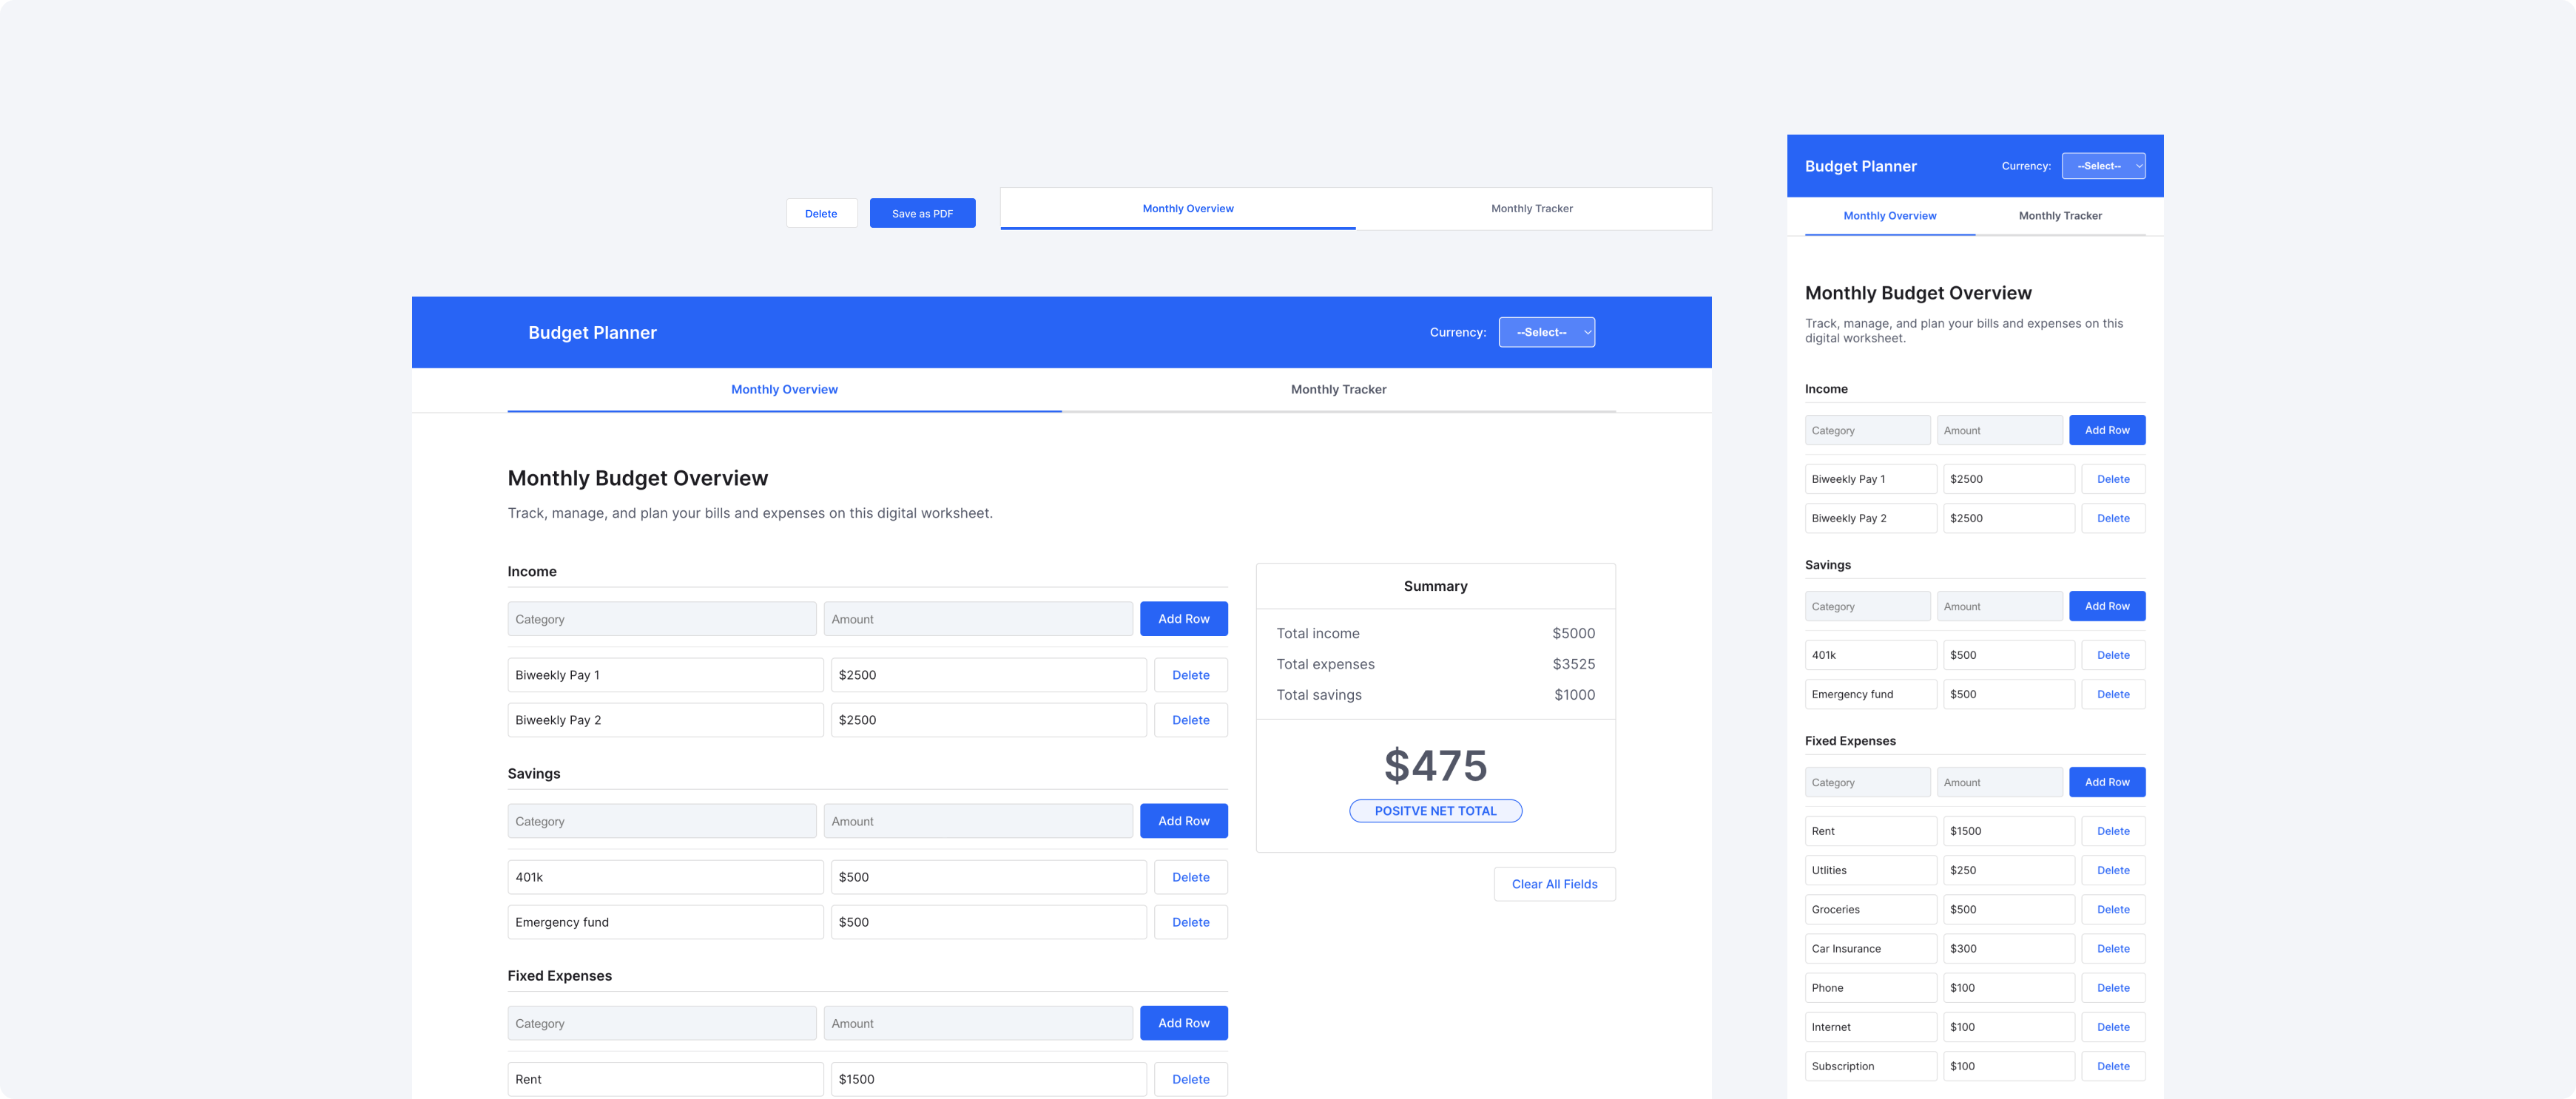 Delete
Save as PDF
Monthly Overview
Monthly Tracker
Budget Planner
Currency:
--Select--
Monthly Overview
Monthly Tracker
Monthly Budget Overview
Track, manage, and plan your bills and expenses on this digital worksheet.
Income
Category
Amount
Add Row
Biweekly Pay 1
$2500
Delete
Biweekly Pay 2
$2500
Delete
Savings
Category
Amount
Add Row
401k
$500
Delete
Emergency fund
$500
Delete
Fixed Expenses
Category
Amount
Add Row
Rent
$1500
Delete
Summary
Total income
$5000
Total expenses
$3525
Total savings
$1000
$475
POSITVE NET TOTAL
Clear All Fields
Budget Planner
Currency:
--Select--
Monthly Overview
Monthly Tracker
Monthly Budget Overview
Track, manage, and plan your bills and expenses on this
digital worksheet.
Income
Category
Amount
Add Row
Biweekly Pay 1
$2500
Delete
Biweekly Pay 2
$2500
Delete
Savings
Category
Amount
Add Row
401k
$500
Delete
Emergency fund
$500
Delete
Fixed Expenses
Category
Amount
Add Row
Rent
$1500
Delete
Utlities
$250
Delete
Groceries
$500
Delete
Car Insurance
$300
Delete
Phone
$100
Delete
Internet
$100
Delete
Subscription
$100
Delete